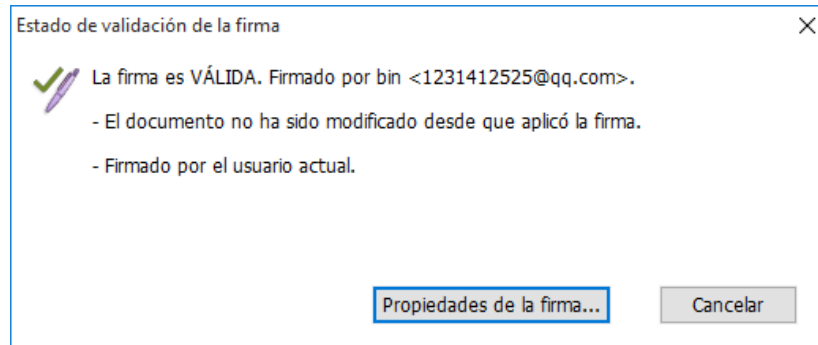 Estado de validación de la firma
La firma es VÁLIDA. Firmado por bin <1231412525@qq.com>.
- El documento no ha sido modificado desde que aplicó la firma.
- Firmado por el usuario actual.
Propiedades de la firma... Cancelar